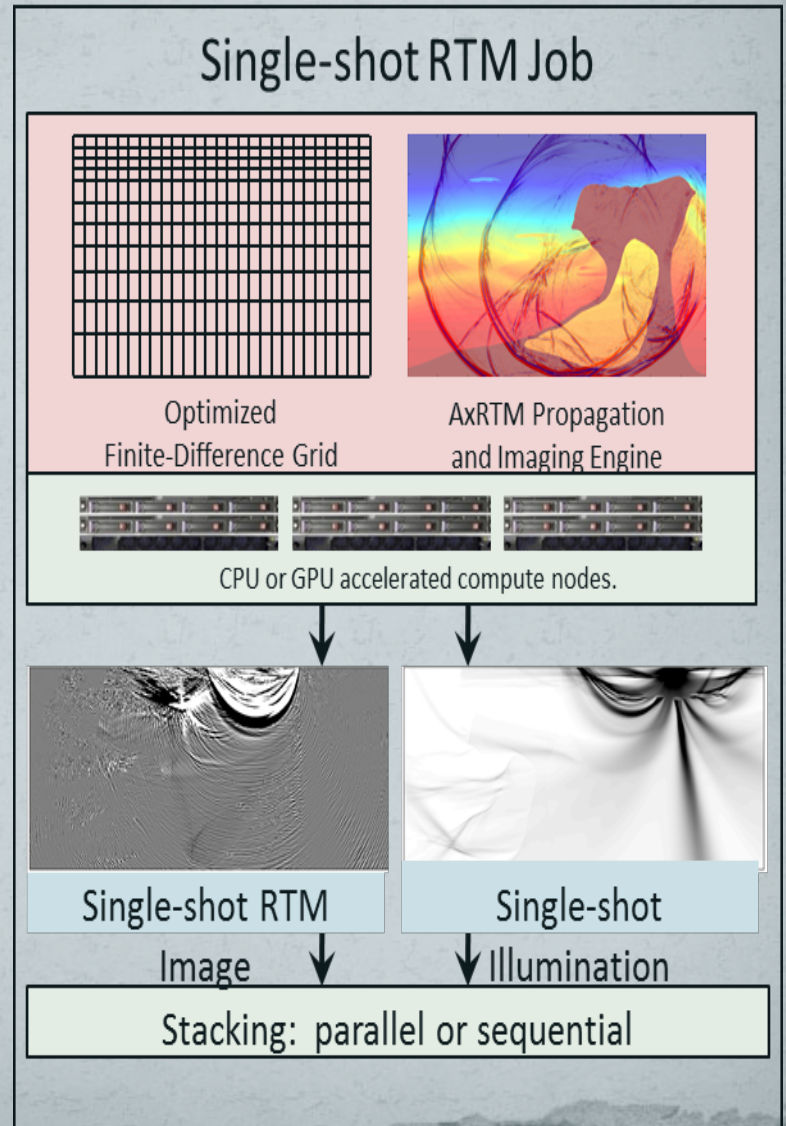 Single-shot RTM Job
Optimized
Finite-Difference Grid
AxRTM Propagation
and Imaging Engine
CPU or GPU accelerated compute nodes.
Single-shot RTM
Image
Single-shot
Illumination
Stacking: parallel or sequential